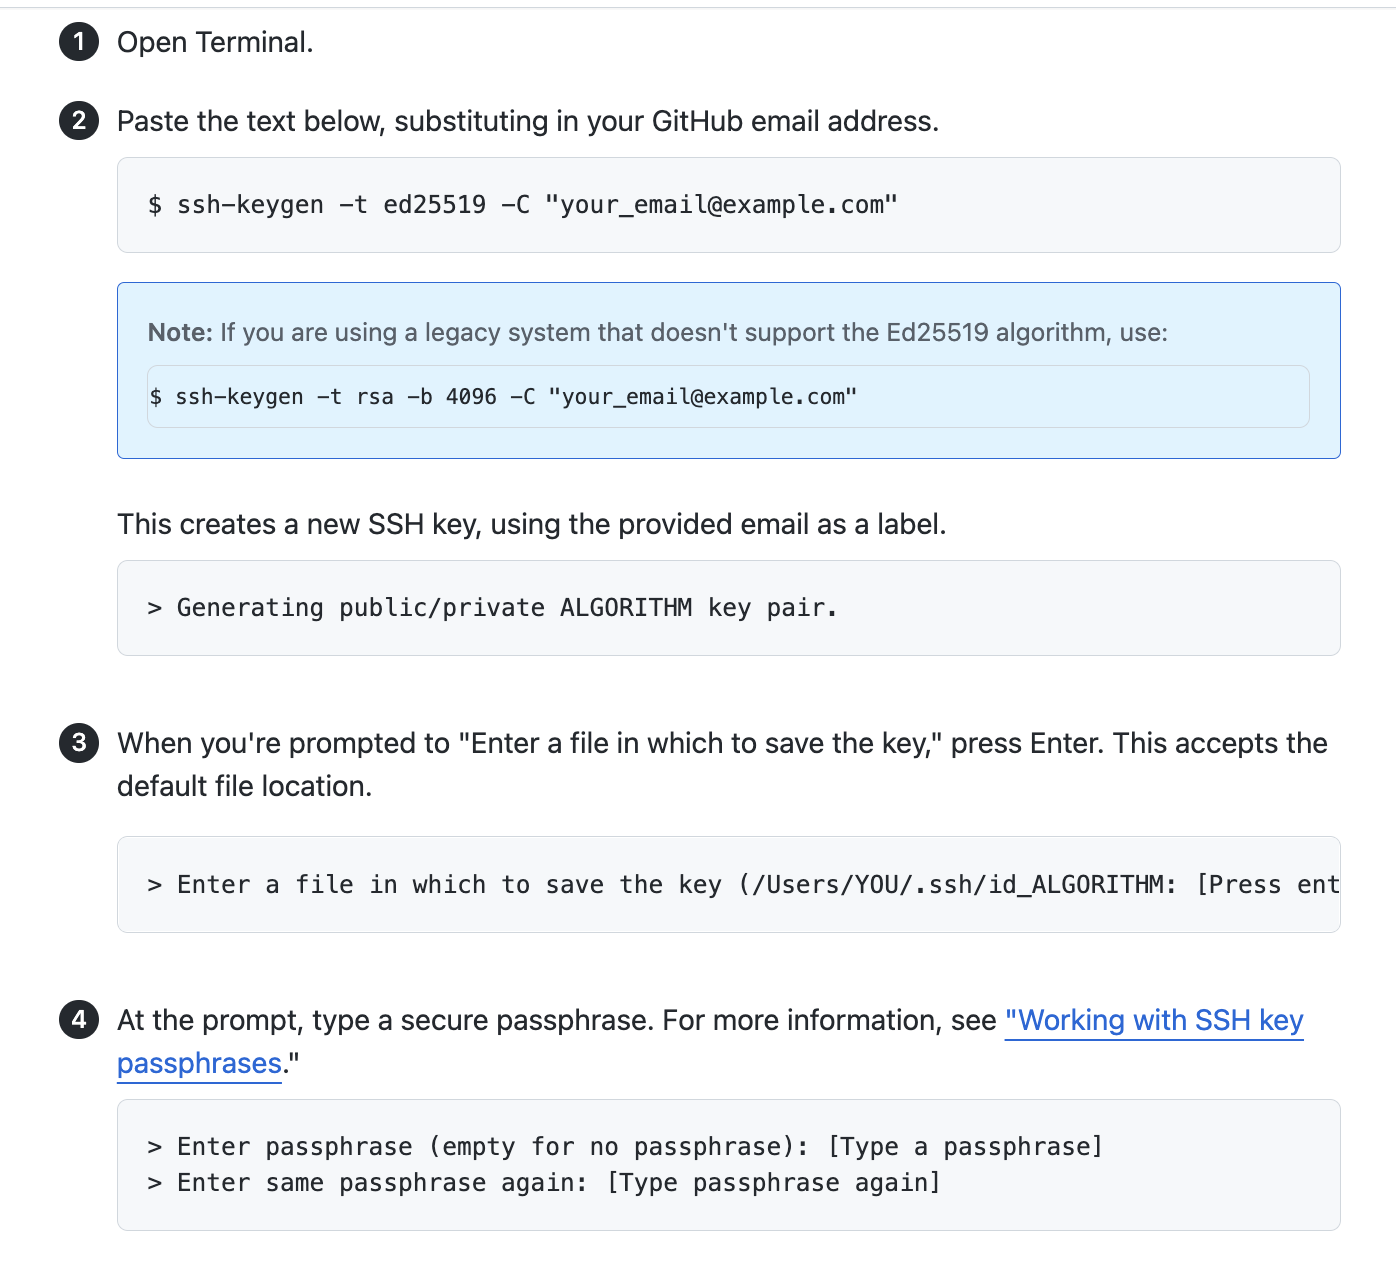 1 Open Terminal.
2 Paste the text below, substituting in your GitHub email address.
$ ssh-keygen -t ed25519 -C "your_email@example.com"
Note: If you are using a legacy system that doesn't support the Ed25519 algorithm, use:
$ ssh-keygen -t rsa -b 4096 -C "your_email@example.com"
This creates a new SSH key, using the provided email as a label.
> Generating public/private ALGORITHM key pair.
3 When you're prompted to "Enter a file in which to save the key," press Enter. This accepts the
default file location.
> Enter a file in which to save the key (/Users/YOU/.ssh/id_ALGORITHM: [Press ent
4 At the prompt, type a secure passphrase. For more information, see "Working with SSH key
passphrases."
> Enter passphrase (empty for no passphrase): [Type a passphrase]
> Enter same passphrase again: [Type passphrase again]